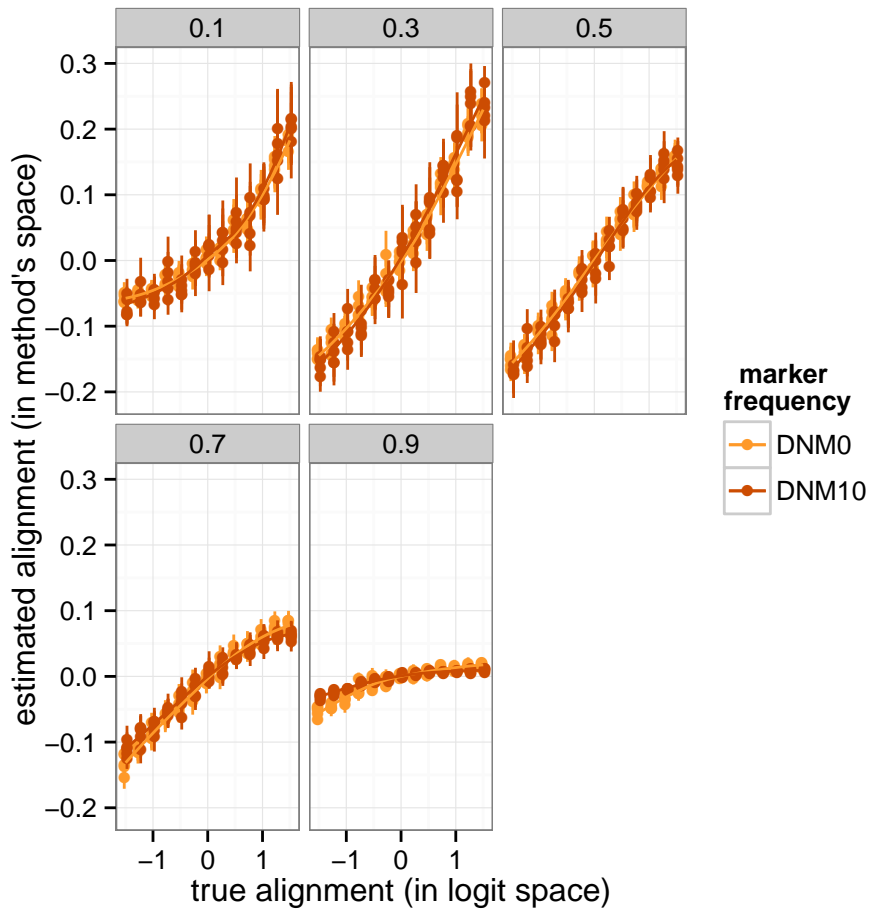 0.1 0.3 0.5
0.3
0.2
0.1
0.0
−0.1
−0.2
0.7 0.9
0.3
0.2
0.1
0.0
−0.1
−0.2
−1 0 1 −1 0 1
true alignment (in logit space)
estimated alignment (in method's space)
marker
frequency
DNM0
DNM10